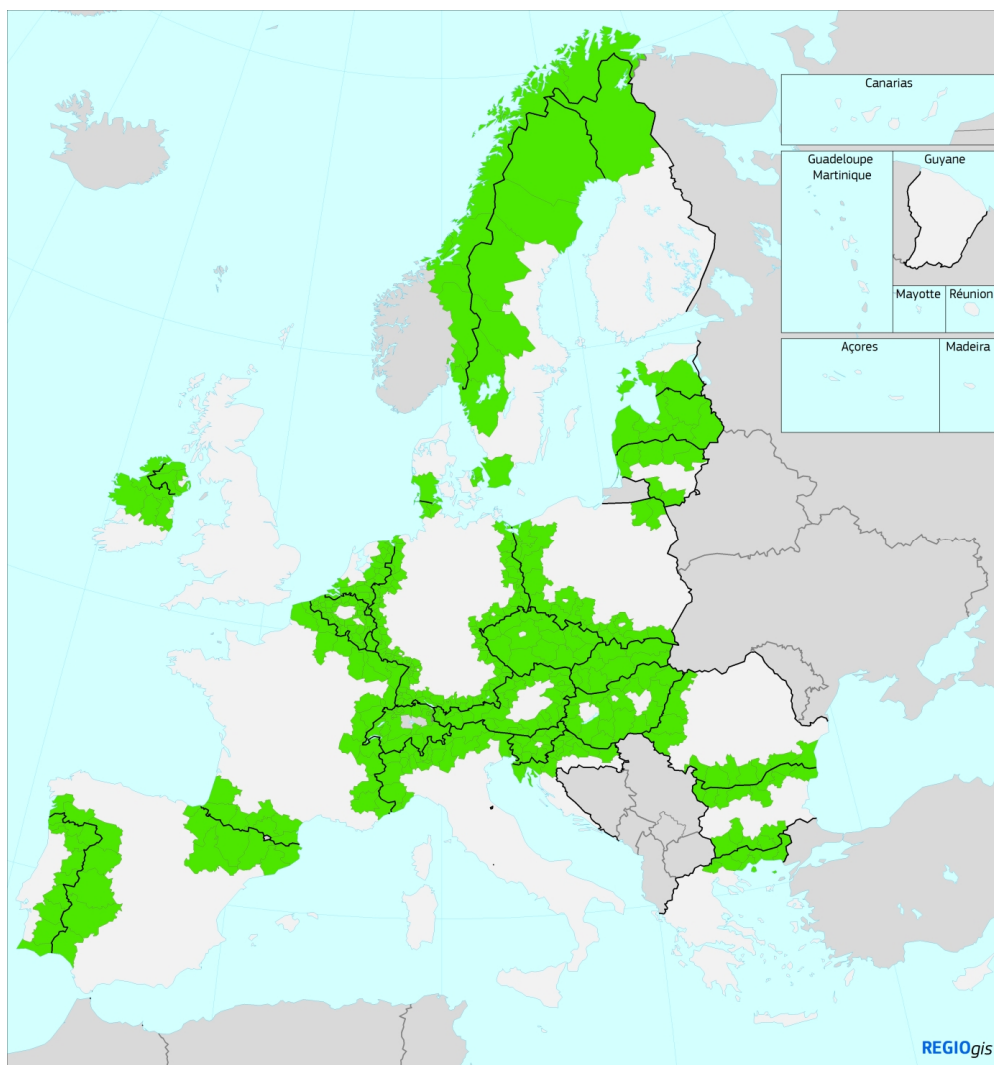 Canarias
Guadeloupe
Martinique
Guyane
Mayotte
Réunion
Açores
Madeira
REGIOgis